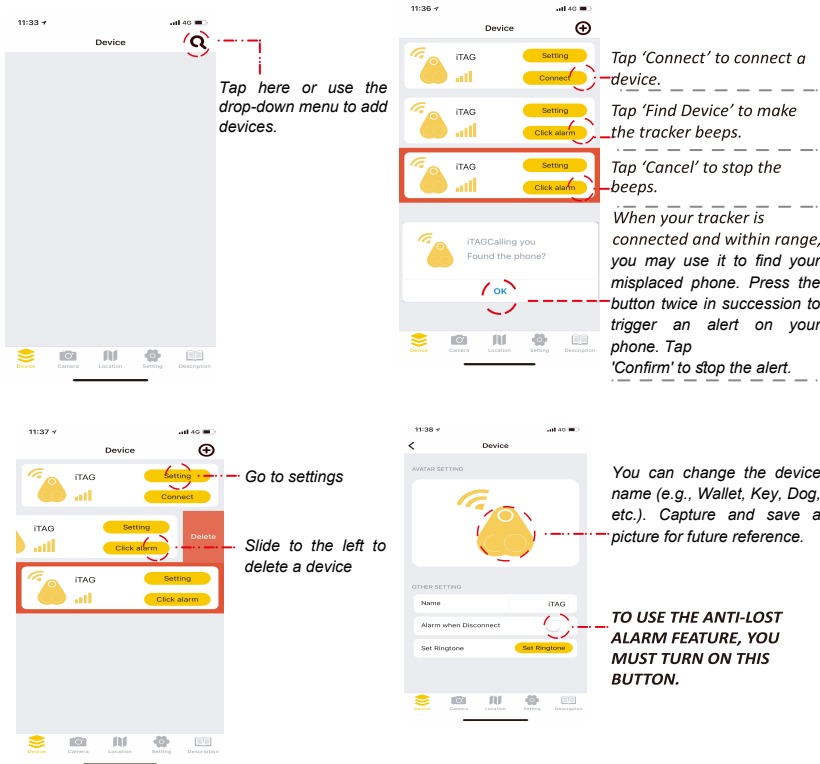 11:33
4G
Device
Tap here or use the
drop-down menu to add
devices.
Device
Camera
Location
Setting
Description
11:36
4G
Device
iTAG
Setting
Connect
iTAG
Setting
Click alarm
iTAG
Setting
Click alarm
iTAGCalling you
Found the phone?
OK
Device
Camera
Location
Setting
Description
Tap ‘Connect’ to connect a
device.
Tap ‘Find Device’ to make
the tracker beeps.
Tap ‘Cancel’ to stop the
beeps.
When your tracker is
connected and within range,
you may use it to find your
misplaced phone. Press the
button twice in succession to
trigger an alert on your
phone. Tap
'Confirm' to stop the alert.
11:37
4G
Device
iTAG
Setting
Connect
iTAG
Setting
Click alarm
Delete
iTAG
Setting
Click alarm
Device
Camera
Location
Setting
Description
Go to settings
Slide to the left to
delete a device
11:38
4G
Device
AVATAR SETTING
OTHER SETTING
Name
iTAG
Alarm when Disconnect
Set Ringtone
Set Ringtone
Device
Camera
Location
Setting
Description
You can change the device
name (e.g., Wallet, Key, Dog,
etc.). Capture and save a
picture for future reference.
TO USE THE ANTI-LOST
ALARM FEATURE, YOU
MUST TURN ON THIS
BUTTON.